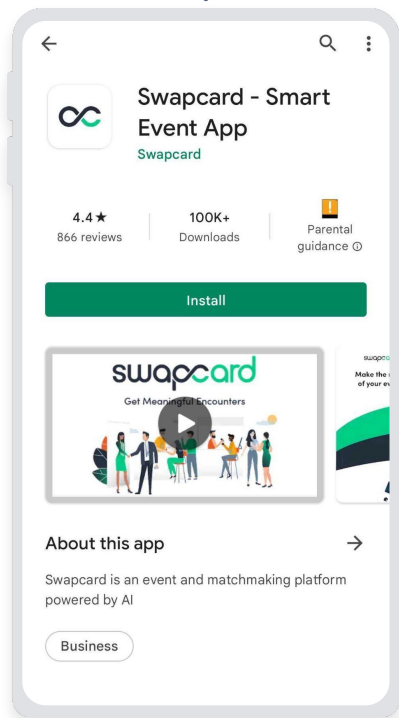 Swapcard - Smart
Event App
Swapcard
4.4★
866 reviews
100K+
Downloads
Parental
guidance
Install
swapcard
Get Meaningful Encounters
swapca
Make the
of your ev
About this app
Swapcard is an event and matchmaking platform
powered by AI
Business